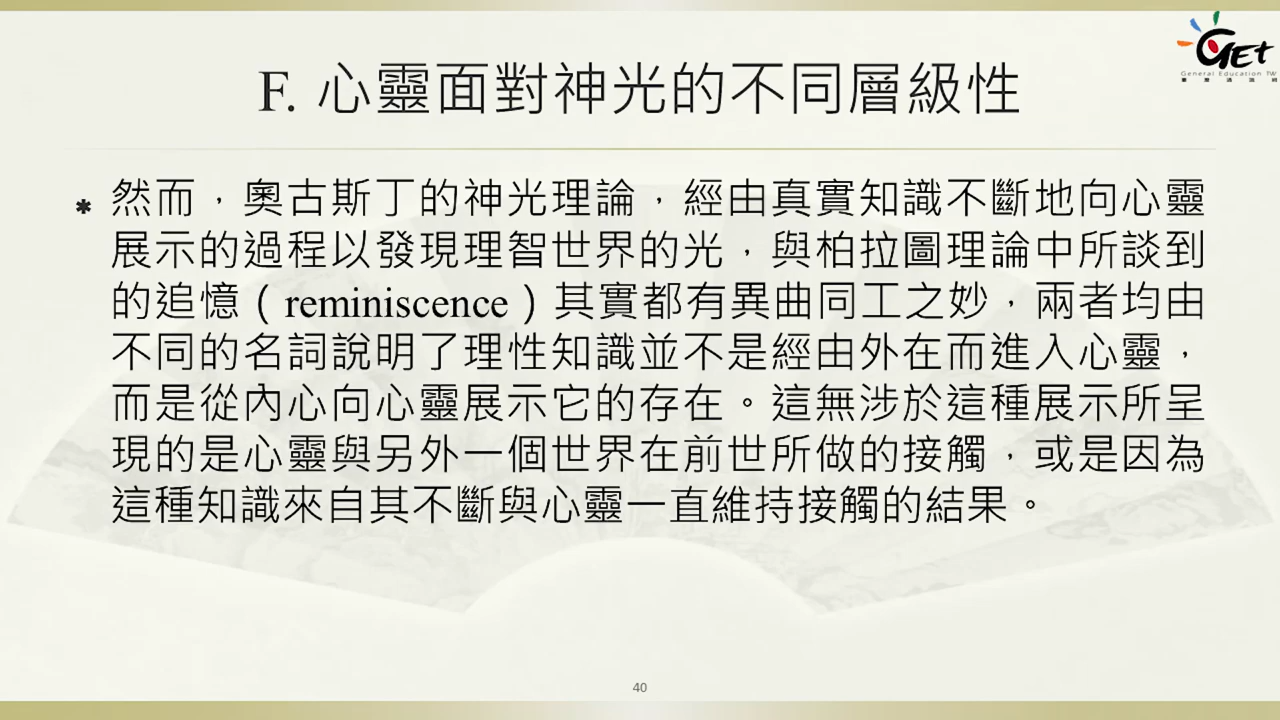 GET
General Education TW
F. 心靈面對神光的不同層級性
* 然而，奧古斯丁的神光理論，經由真實知識不斷地向心靈
展示的過程以發現理智世界的光，與柏拉圖理論中所談到
的追憶（reminiscence）其實都有異曲同工之妙，兩者均由
不同的名詞說明了理性知識並不是經由外在而進入心靈，
而是從內心向心靈展示它的存在。這無涉於這種展示所呈
現的是心靈與另外一個世界在前世所做的接觸，或是因為
這種知識來自其不斷與心靈一直維持接觸的結果。
40